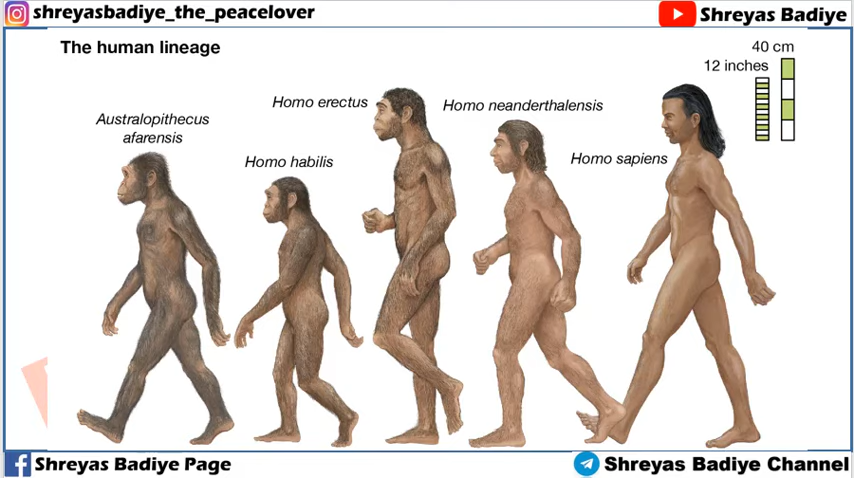 shreyasbadiye_the_peacelover
Shreyas Badiye
The human lineage
40 cm
12 inches
Homo erectus
Homo neanderthalensis
Australopithecus
afarensis
Homo habilis
Homo sapiens
Shreyas Badiye Page
Shreyas Badiye Channel